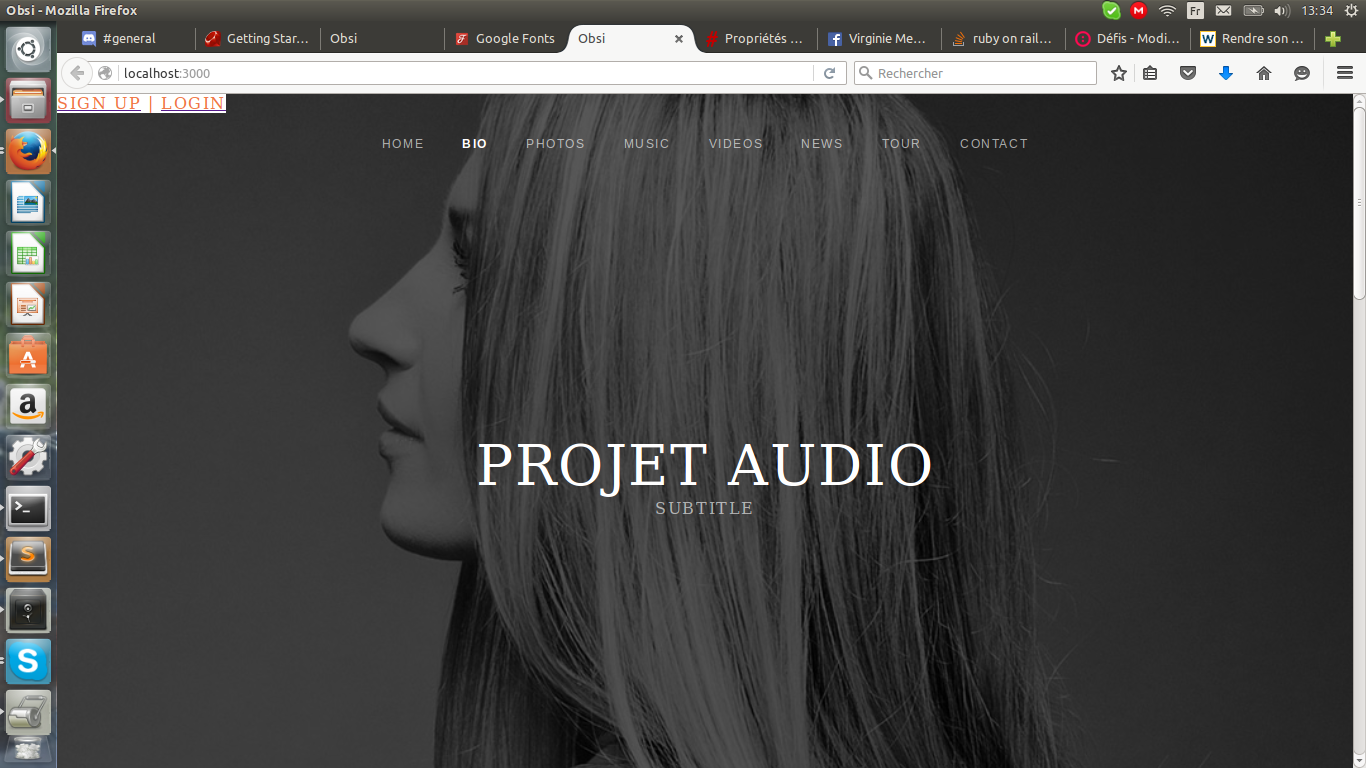 Obsi - Mozilla Firefox
Fr
13:34
#general
Getting Star...
Obsi
Google Fonts
Obsi
Propriétés ...
Virginie Me...
ruby on rail...
Défis - Modi...
Rendre son ...
localhost:3000
Rechercher
SIGN UP | LOGIN
HOME BIO PHOTOS MUSIC VIDEOS NEWS TOUR CONTACT
PROJET AUDIO
SUBTITLE